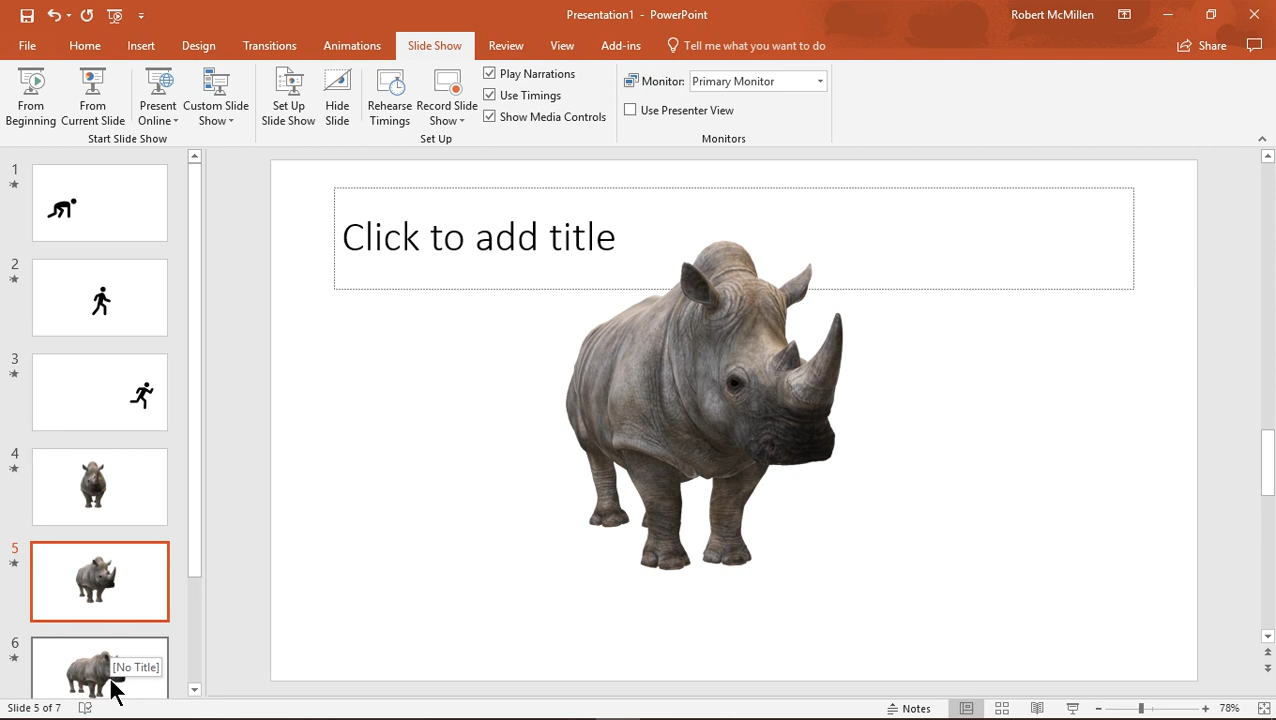 Presentation1 - PowerPoint
Robert McMillen
File Home Insert Design Transitions Animations Slide Show Review View Add-ins Tell me what you want to do Share
From Beginning
From Current Slide
Present Online
Custom Slide Show
Start Slide Show
Set Up Slide Show
Hide Slide
Rehearse Timings
Record Slide Show
Play Narrations
Use Timings
Show Media Controls
Set Up
Monitor: Primary Monitor
Use Presenter View
Monitors
1
2
3
4
5
6
[No Title]
Click to add title
Slide 5 of 7
Notes
78%